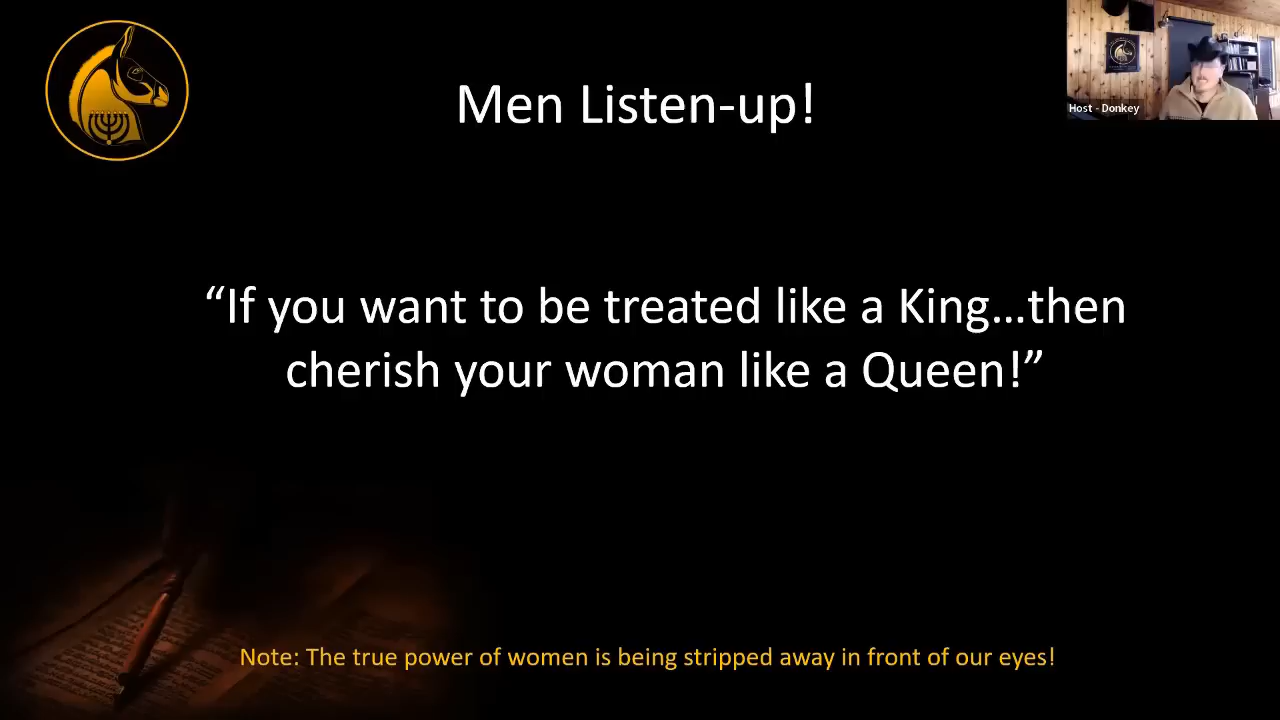 Men Listen-up!
Host - Donkey
“If you want to be treated like a King…then
cherish your woman like a Queen!”
Note: The true power of women is being stripped away in front of our eyes!